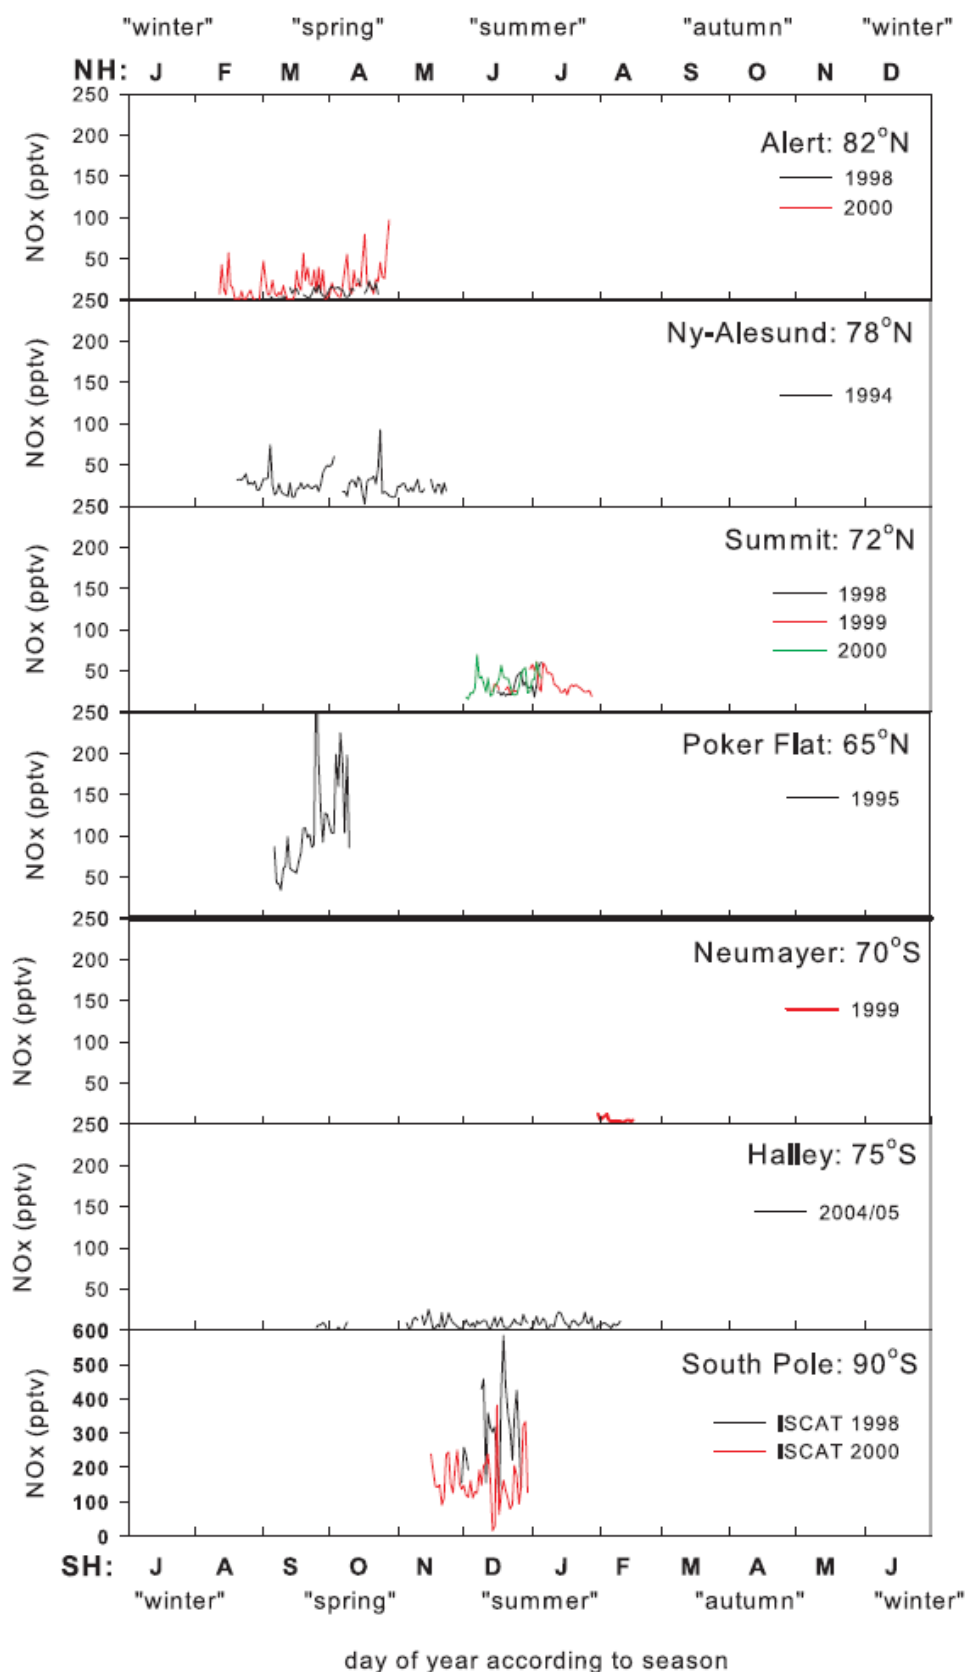 "winter" "spring" "summer" "autumn" "winter"
NH: J F M A M J J A S O N D
250
200
150
100
50
NOx (pptv)
Alert: 82°N
1998
2000
250
200
150
100
50
NOx (pptv)
Ny-Alesund: 78°N
1994
250
200
150
100
50
NOx (pptv)
Summit: 72°N
1998
1999
2000
250
200
150
100
50
NOx (pptv)
Poker Flat: 65°N
1995
250
200
150
100
50
NOx (pptv)
Neumayer: 70°S
1999
250
200
150
100
50
NOx (pptv)
Halley: 75°S
2004/05
600
500
400
300
200
100
0
NOx (pptv)
South Pole: 90°S
ISCAT 1998
ISCAT 2000
SH: J A S O N D J F M A M J
"winter" "spring" "summer" "autumn" "winter"
day of year according to season